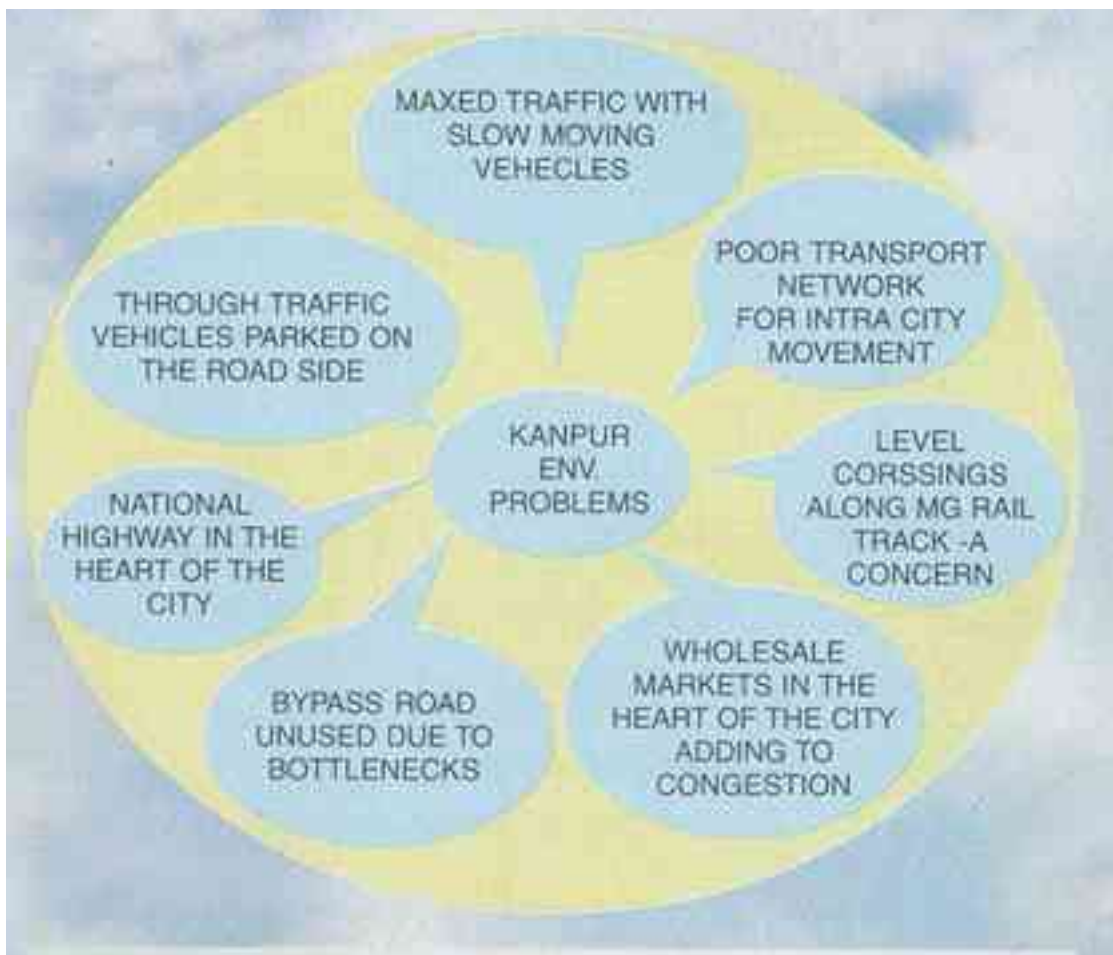 MAXED TRAFFIC WITH
SLOW MOVING
VEHECLES
POOR TRANSPORT
NETWORK
FOR INTRA CITY
MOVEMENT
THROUGH TRAFFIC
VEHICLES PARKED ON
THE ROAD SIDE
KANPUR
ENV.
PROBLEMS
LEVEL
CORSSINGS
ALONG MG RAIL
TRACK -A
CONCERN
NATIONAL
HIGHWAY IN THE
HEART OF THE
CITY
WHOLESALE
MARKETS IN THE
HEART OF THE CITY
ADDING TO
CONGESTION
BYPASS ROAD
UNUSED DUE TO
BOTTLENECKS